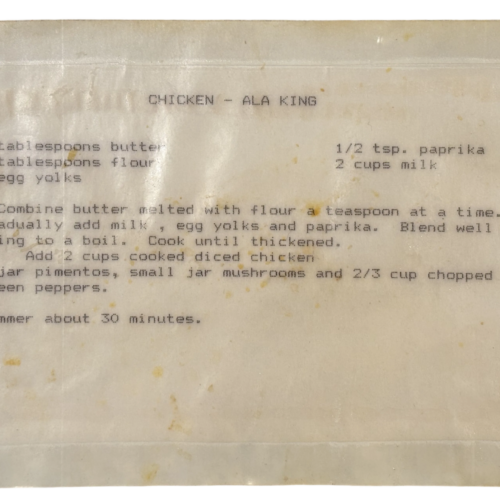 CHICKEN - ALA KING
tablespoons butter 1/2 tsp. paprika
tablespoons flour 2 cups milk
egg yolks
Combine butter melted with flour a teaspoon at a time.
adually add milk , egg yolks and paprika. Blend well
ing to a boil. Cook until thickened.
Add 2 cups cooked diced chicken
jar pimentos, small jar mushrooms and 2/3 cup chopped
een peppers.
mmer about 30 minutes.